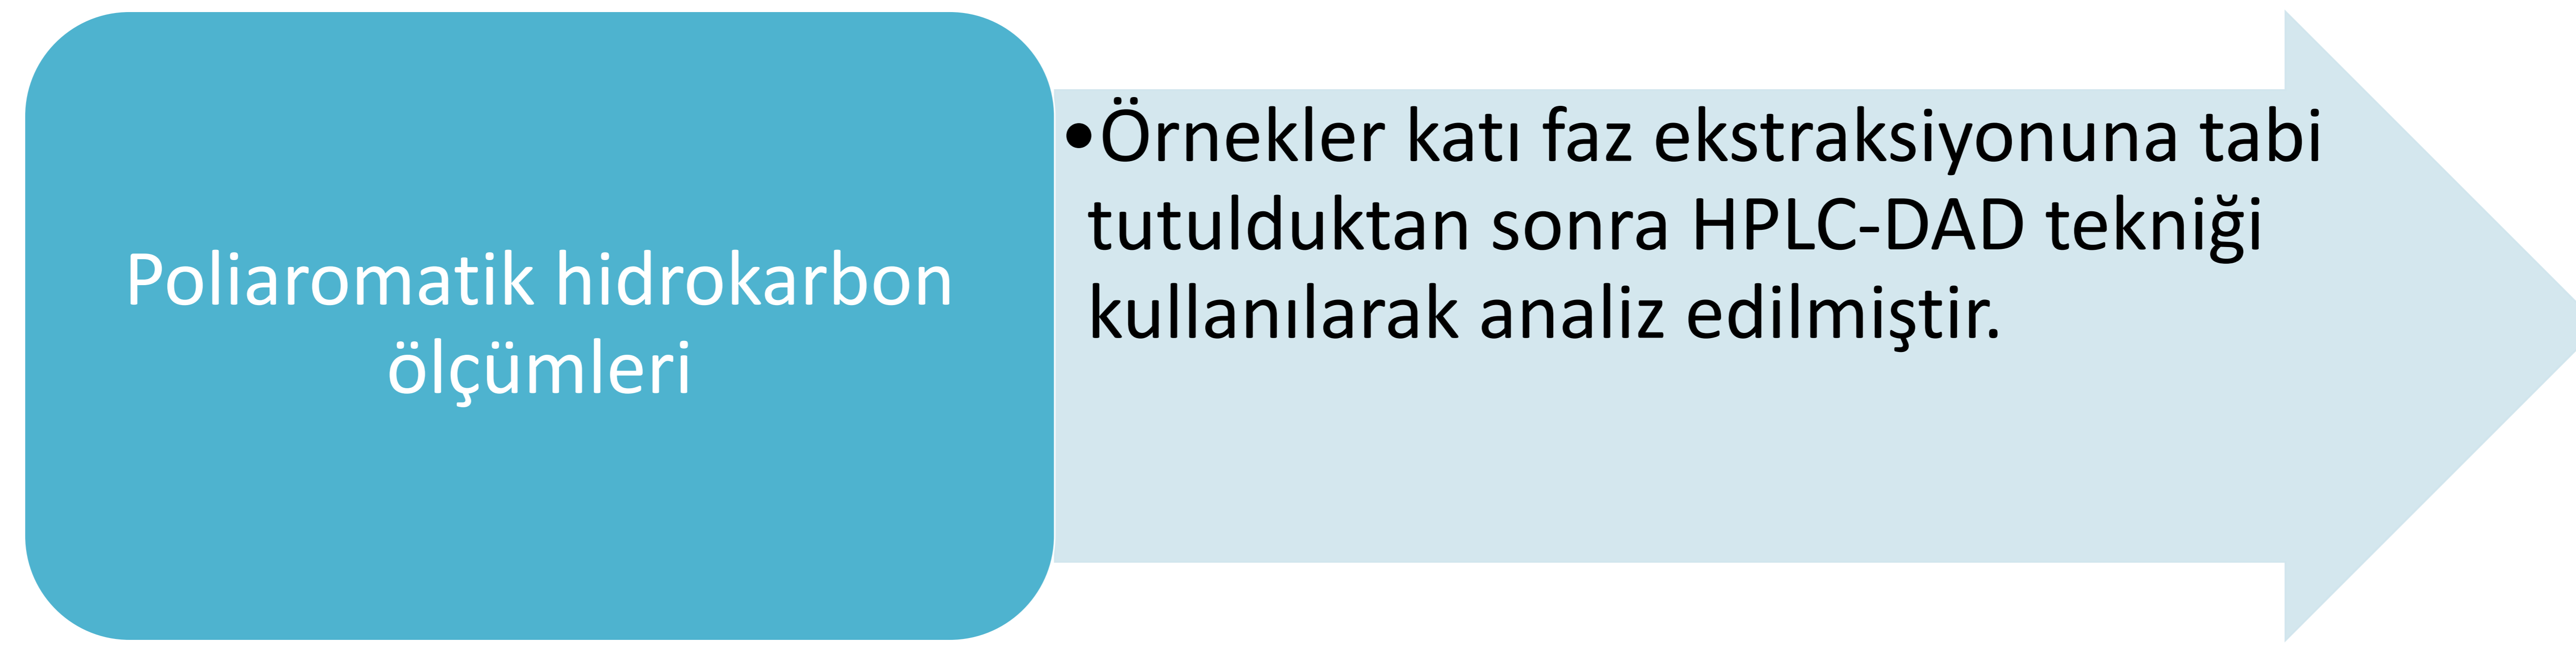 Poliaromatik hidrokarbon
ölçümleri
•Örnekler katı faz ekstraksiyonuna tabi
tutulduktan sonra HPLC-DAD tekniği
kullanılarak analiz edilmiştir.